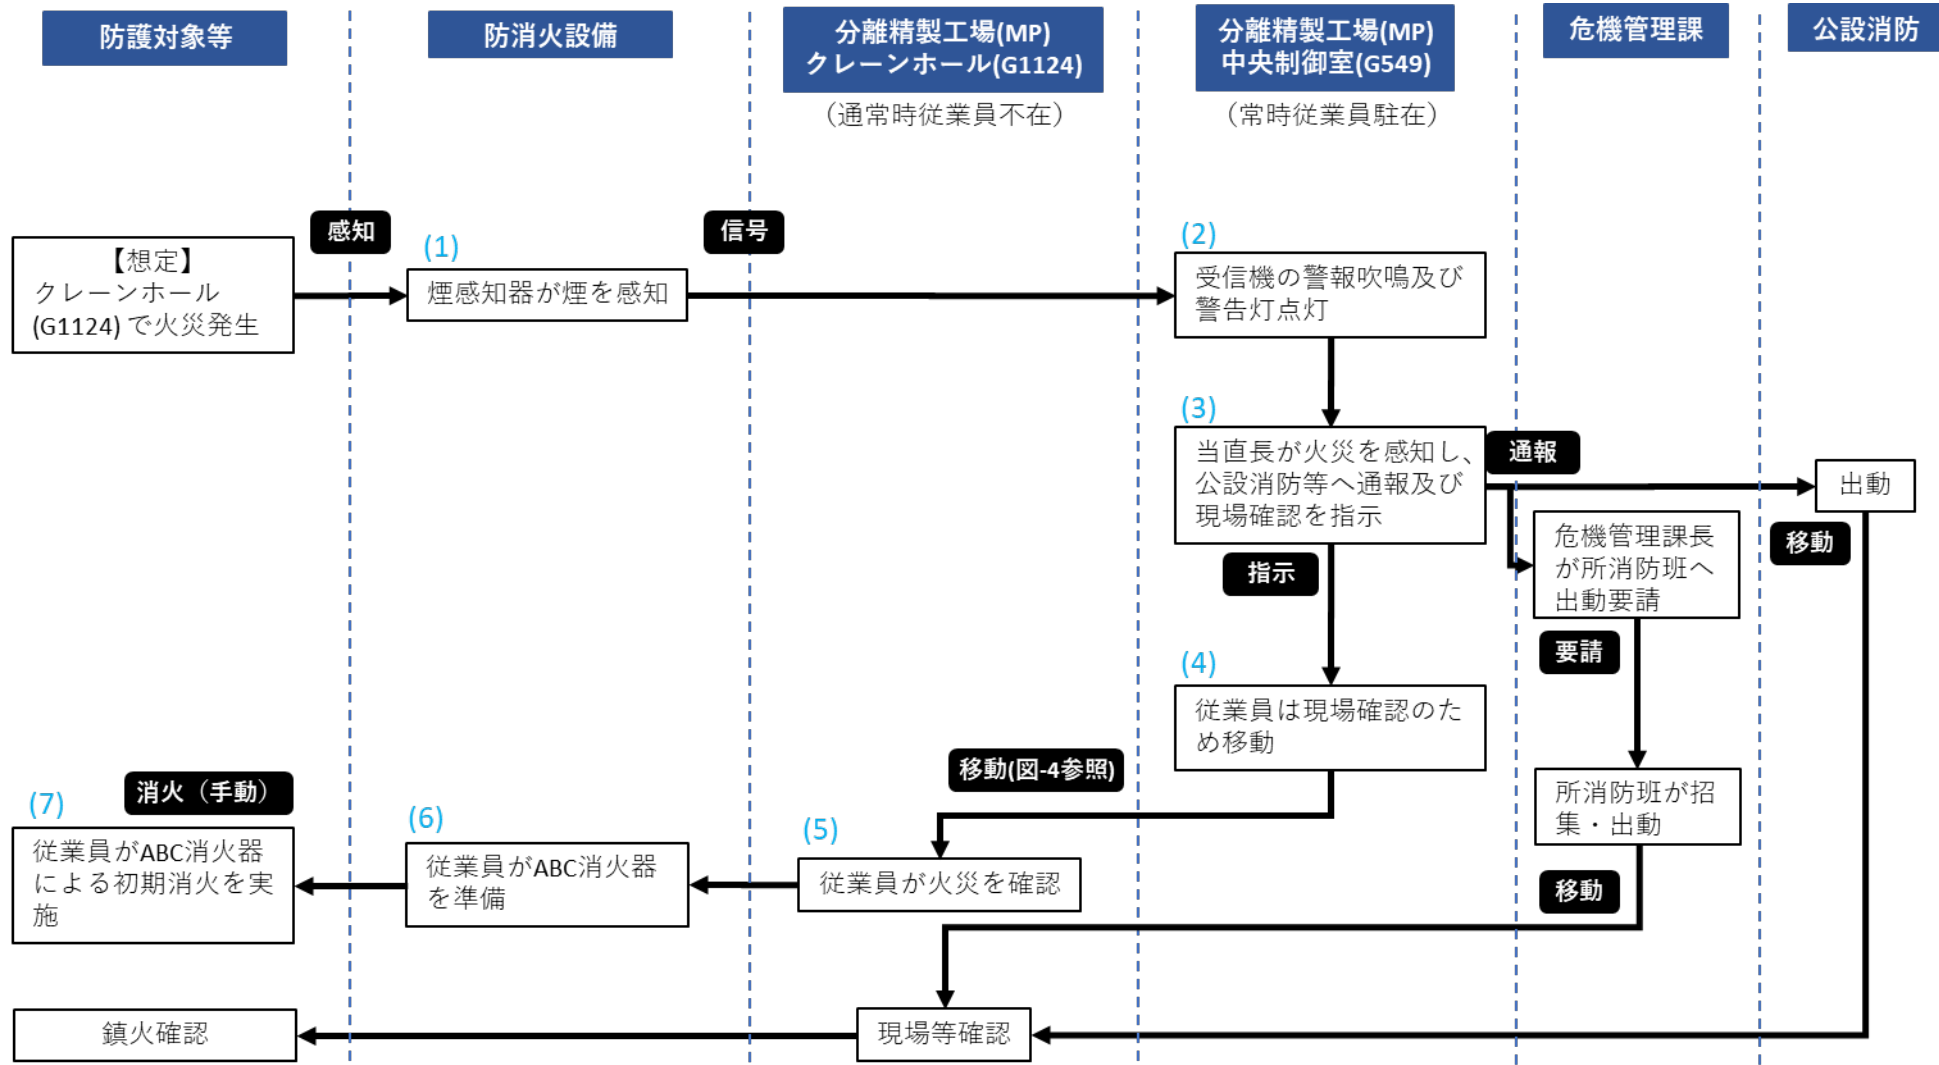 防護対象等
防消火設備
分離精製工場(MP)
クレーンホール(G1124)
(通常時従業員不在)
分離精製工場(MP)
中央制御室(G549)
(常時従業員駐在)
危機管理課
公設消防
【想定】
クレーンホール
(G1124) で火災発生
感知
(1)
煙感知器が煙を感知
信号
(2)
受信機の警報吹鳴及び
警告灯点灯
(3)
当直長が火災を感知し、
公設消防等へ通報及び
現場確認を指示
通報
出動
危機管理課長
が所消防班へ
出動要請
移動
指示
要請
(4)
従業員は現場確認のた
め移動
移動(図-4参照)
所消防班が招
集・出動
移動
(5)
従業員が火災を確認
(6)
従業員がABC消火器
を準備
消火(手動)
(7)
従業員がABC消火器
による初期消火を実
施
現場等確認
鎮火確認